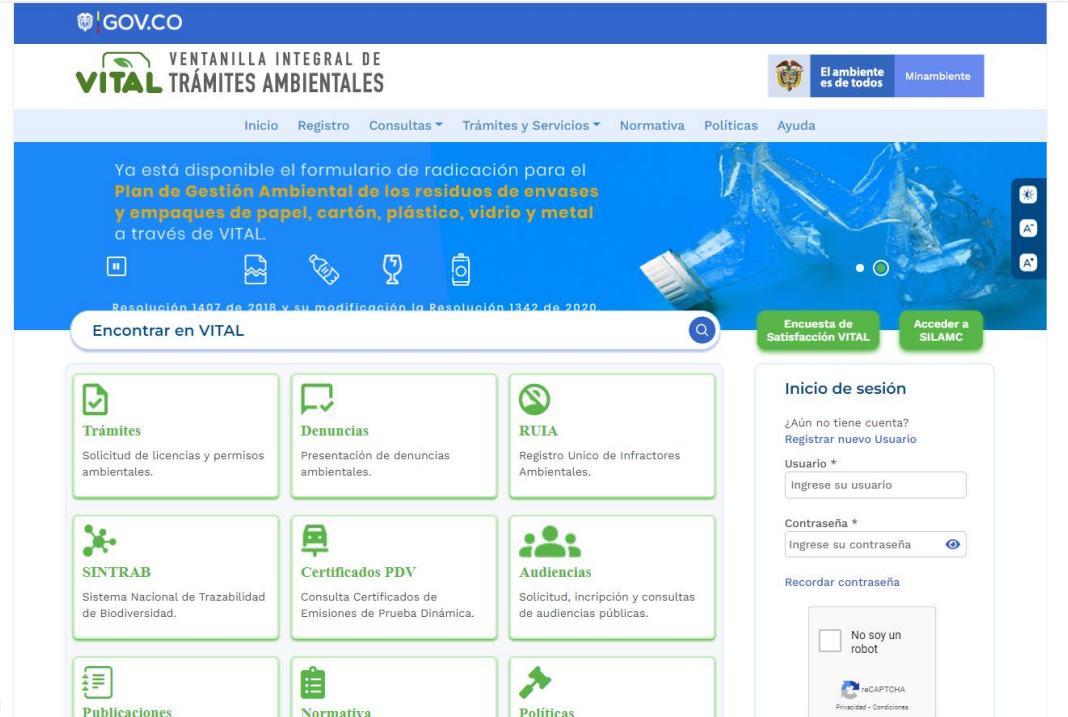 GOV.CO
VITAL
VENTANILLA INTEGRAL DE
TRÁMITES AMBIENTALES
El ambiente
es de todos
Minambiente
Inicio Registro Consultas Trámites y Servicios Normativa Políticas Ayuda
Ya está disponible el formulario de radicación para el
Plan de Gestión Ambiental de los residuos de envases
y empaques de papel, cartón, plástico, vidrio y metal
a través de VITAL.
Resolución 1407 de 2018 y su modificación la Resolución 1342 de 2020.
A-
A+
Encontrar en VITAL
Encuesta de
Satisfacción VITAL
Acceder a
SILAMC
Trámites
Solicitud de licencias y permisos
ambientales.
Denuncias
Presentación de denuncias
ambientales.
RUIA
Registro Unico de Infractores
Ambientales.
SINTRAB
Sistema Nacional de Trazabilidad
de Biodiversidad.
Certificados PDV
Consulta Certificados de
Emisiones de Prueba Dinámica.
Audiencias
Solicitud, incripción y consultas
de audiencias públicas.
Publicaciones
Normativa
Políticas
Inicio de sesión
¿Aún no tiene cuenta?
Registrar nuevo Usuario
Usuario *
Ingrese su usuario
Contraseña *
Ingrese su contraseña
Recordar contraseña
No soy un
robot
reCAPTCHA
Privacidad - Condiciones